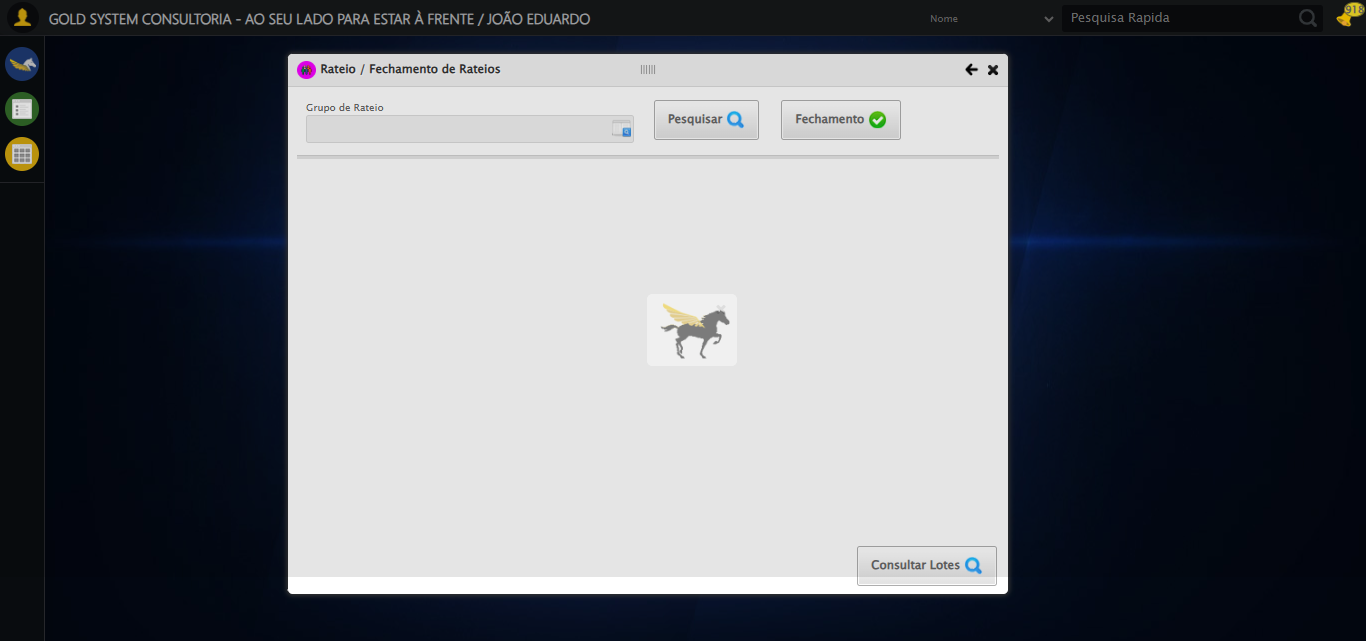 GOLD SYSTEM CONSULTORIA - AO SEU LADO PARA ESTAR À FRENTE / JOÃO EDUARDO
Nome
Pesquisa Rapida
918
Rateio / Fechamento de Rateios
Grupo de Rateio
Pesquisar
Fechamento
Consultar Lotes